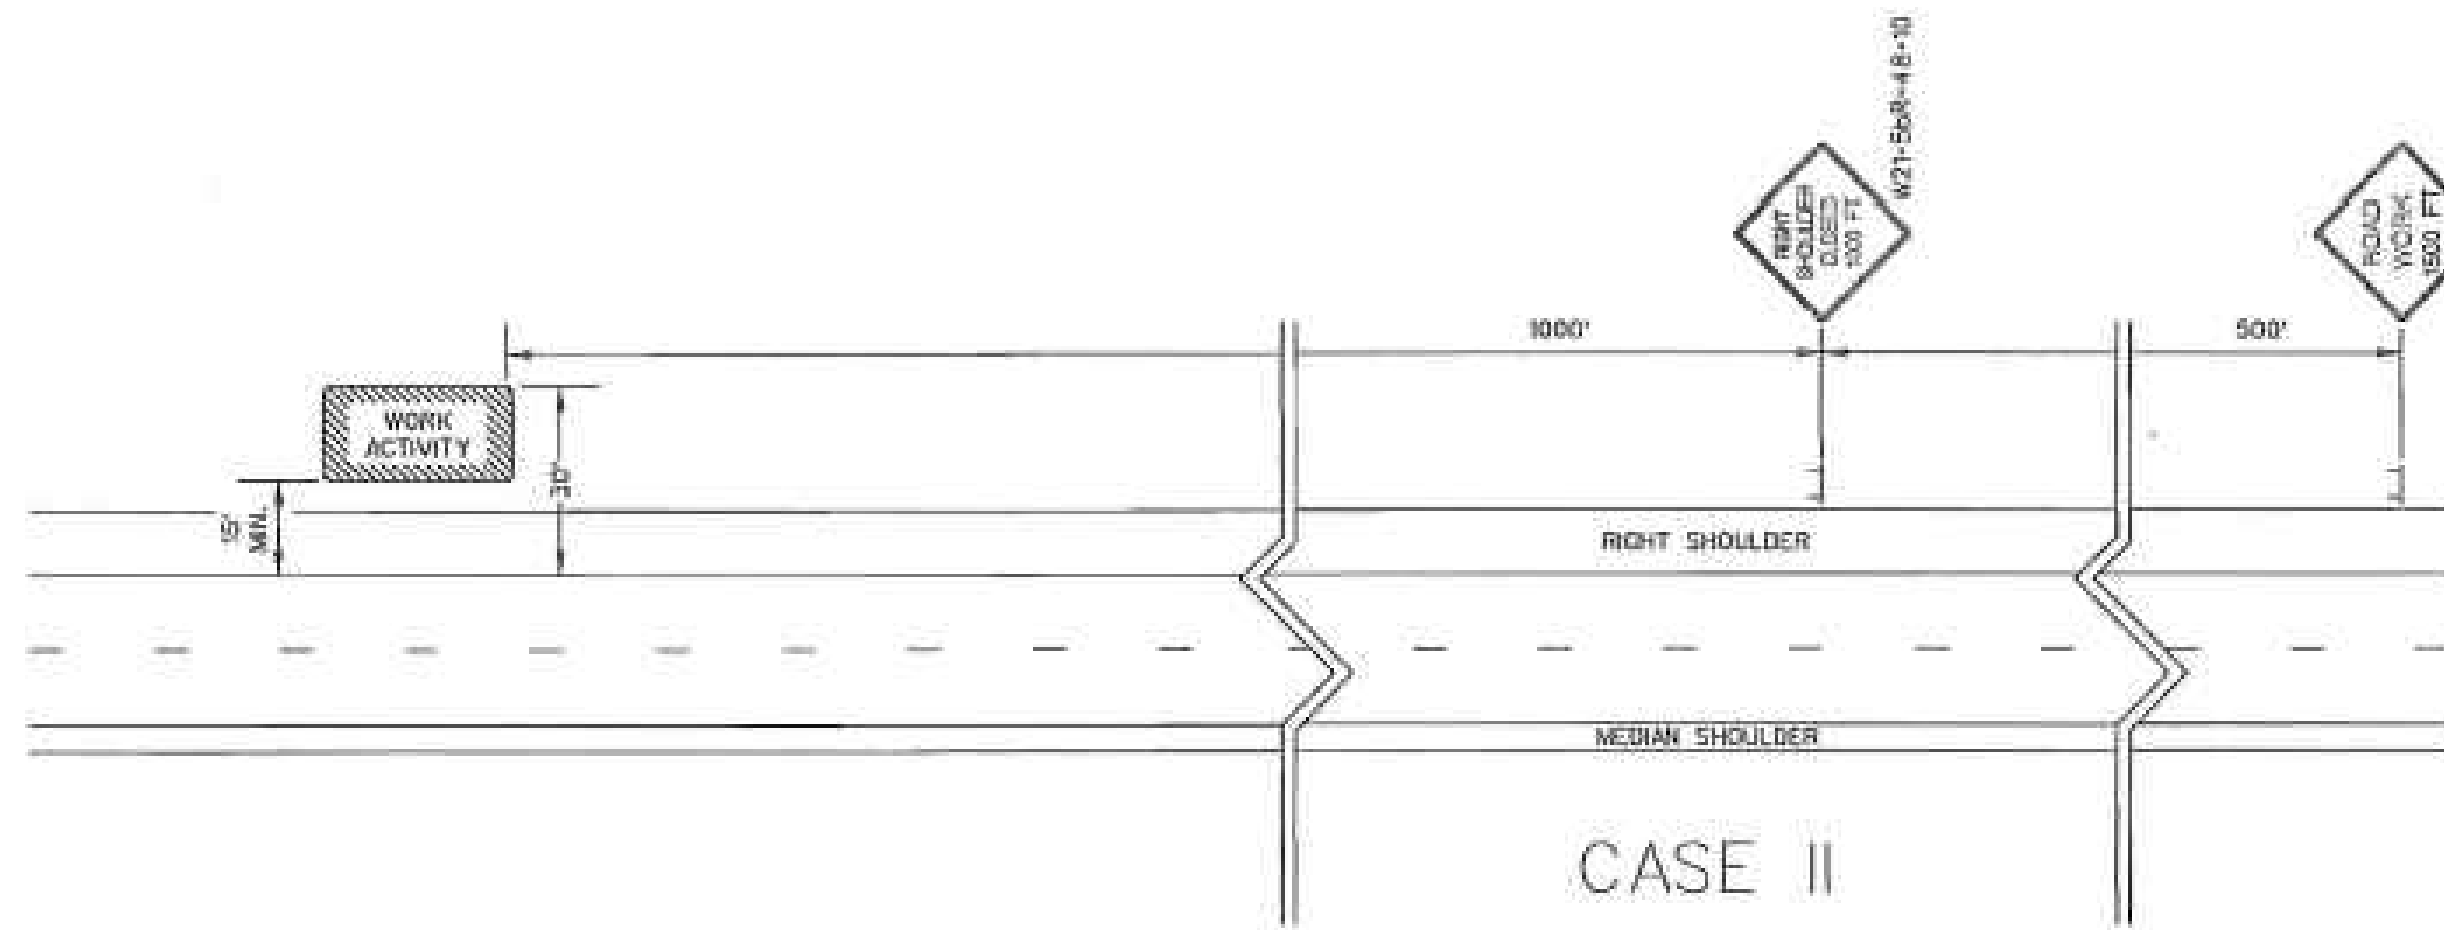 W21-5bR-48-10
RIGHT
SHOULDER
CLOSED
1000 FT
ROAD
WORK
1500 FT
1000'
500'
WORK
ACTIVITY
30'
15'
MIN.
RIGHT SHOULDER
MEDIAN SHOULDER
CASE II